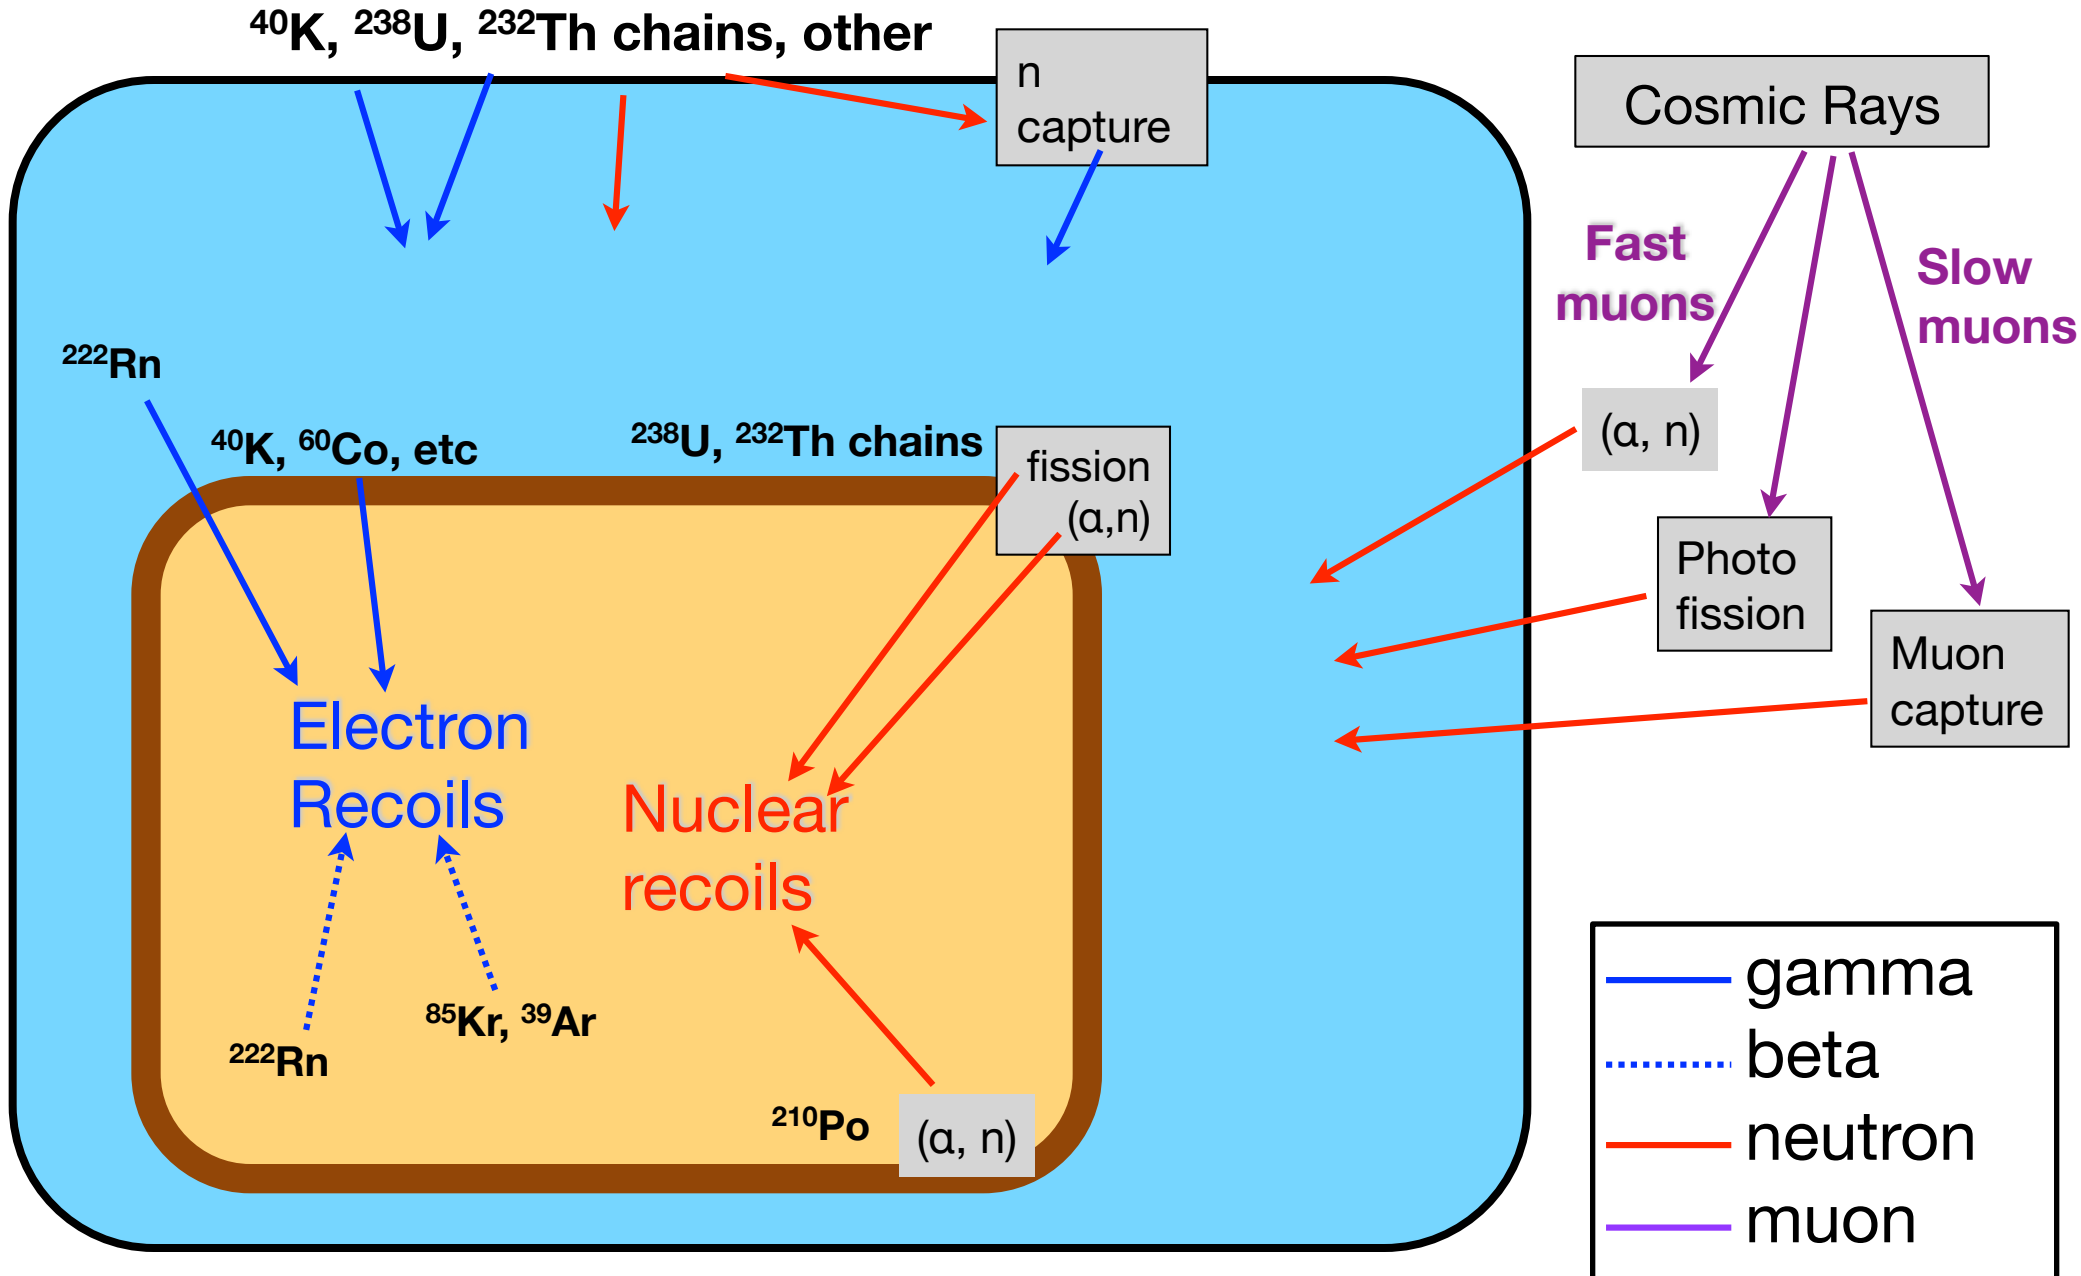 ⁴⁰K, ²³⁸U, ²³²Th chains, other
n
capture
Cosmic Rays
Fast
muons
Slow
muons
²²²Rn
⁴⁰K, ⁶⁰Co, etc
²³⁸U, ²³²Th chains
fission
(α,n)
(α, n)
Photo
fission
Muon
capture
Electron
Recoils
Nuclear
recoils
⁸⁵Kr, ³⁹Ar
²²²Rn
²¹⁰Po
(α, n)
gamma
beta
neutron
muon